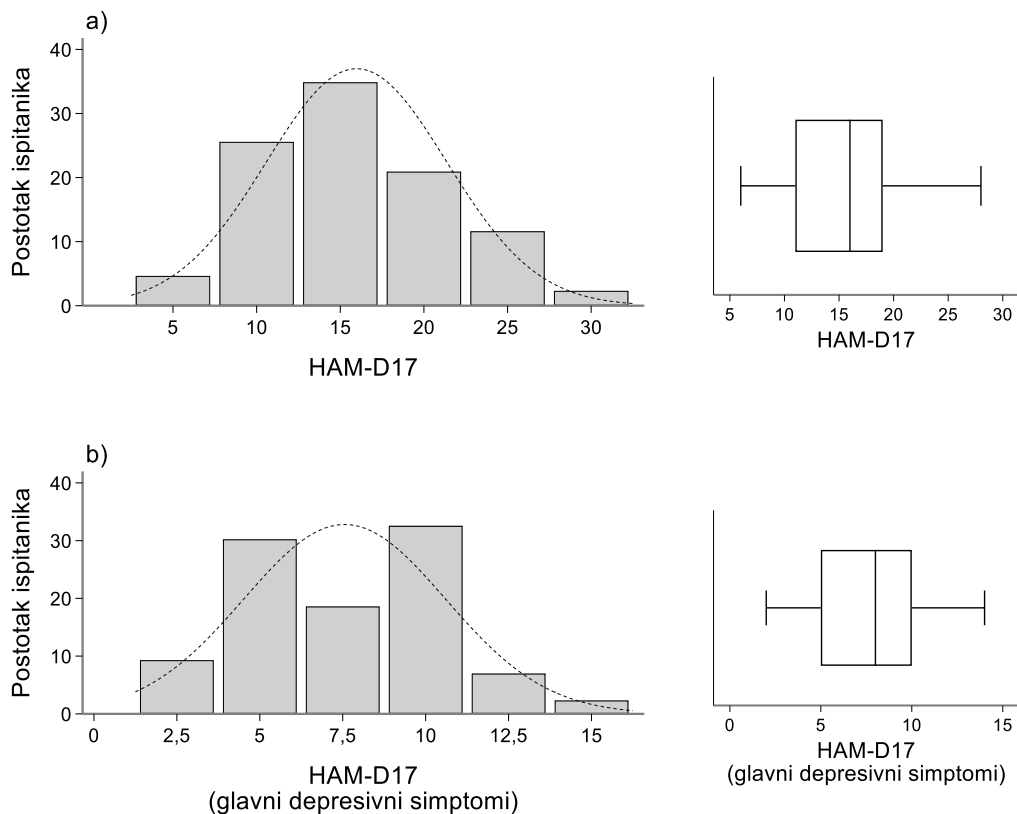 a)
Postotak ispitanika
40
30
20
10
0
5 10 15 20 25 30
HAM-D17
5 10 15 20 25 30
HAM-D17
b)
Postotak ispitanika
40
30
20
10
0
0 2,5 5 7,5 10 12,5 15
HAM-D17
(glavni depresivni simptomi)
0 5 10 15
HAM-D17
(glavni depresivni simptomi)